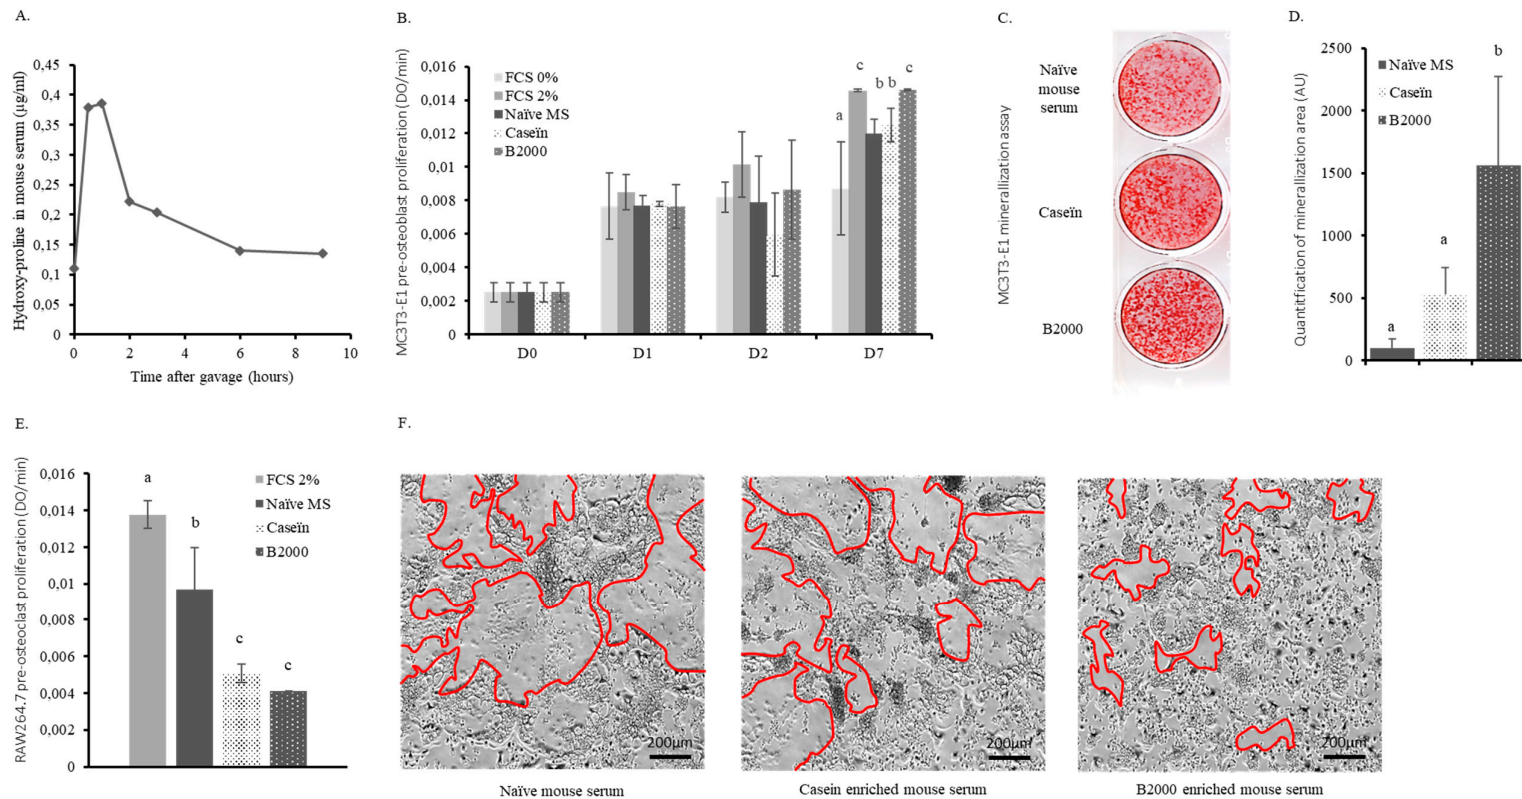 A.
Hydroxy-proline in mouse serum (µg/ml)
0,45
0,4
0,35
0,3
0,25
0,2
0,15
0,1
0,05
0
0
2
4
6
8
10
Time after gavage (hours)
B.
MC3T3-E1 pre-osteoblast proliferation (DO/min)
0,016
0,014
0,012
0,01
0,008
0,006
0,004
0,002
0
FCS 0%
FCS 2%
Naïve MS
Caseïn
B2000
a
c
b
b
c
D0
D1
D2
D7
C.
MC3T3-E1 minerallization assay
Naïve
mouse
serum
Caseïn
B2000
D.
Quantitfication of minerallization area (AU)
2500
2000
1500
1000
500
0
Naïve MS
Caseïn
B2000
a
a
b
E.
RAW264.7 pre-osteoclast proliferation (DO/min)
0,016
0,014
0,012
0,01
0,008
0,006
0,004
0,002
0
FCS 2%
Naïve MS
Caseïn
B2000
a
b
c
c
F.
200µm
200µm
200µm
Naïve mouse serum
Casein enriched mouse serum
B2000 enriched mouse serum